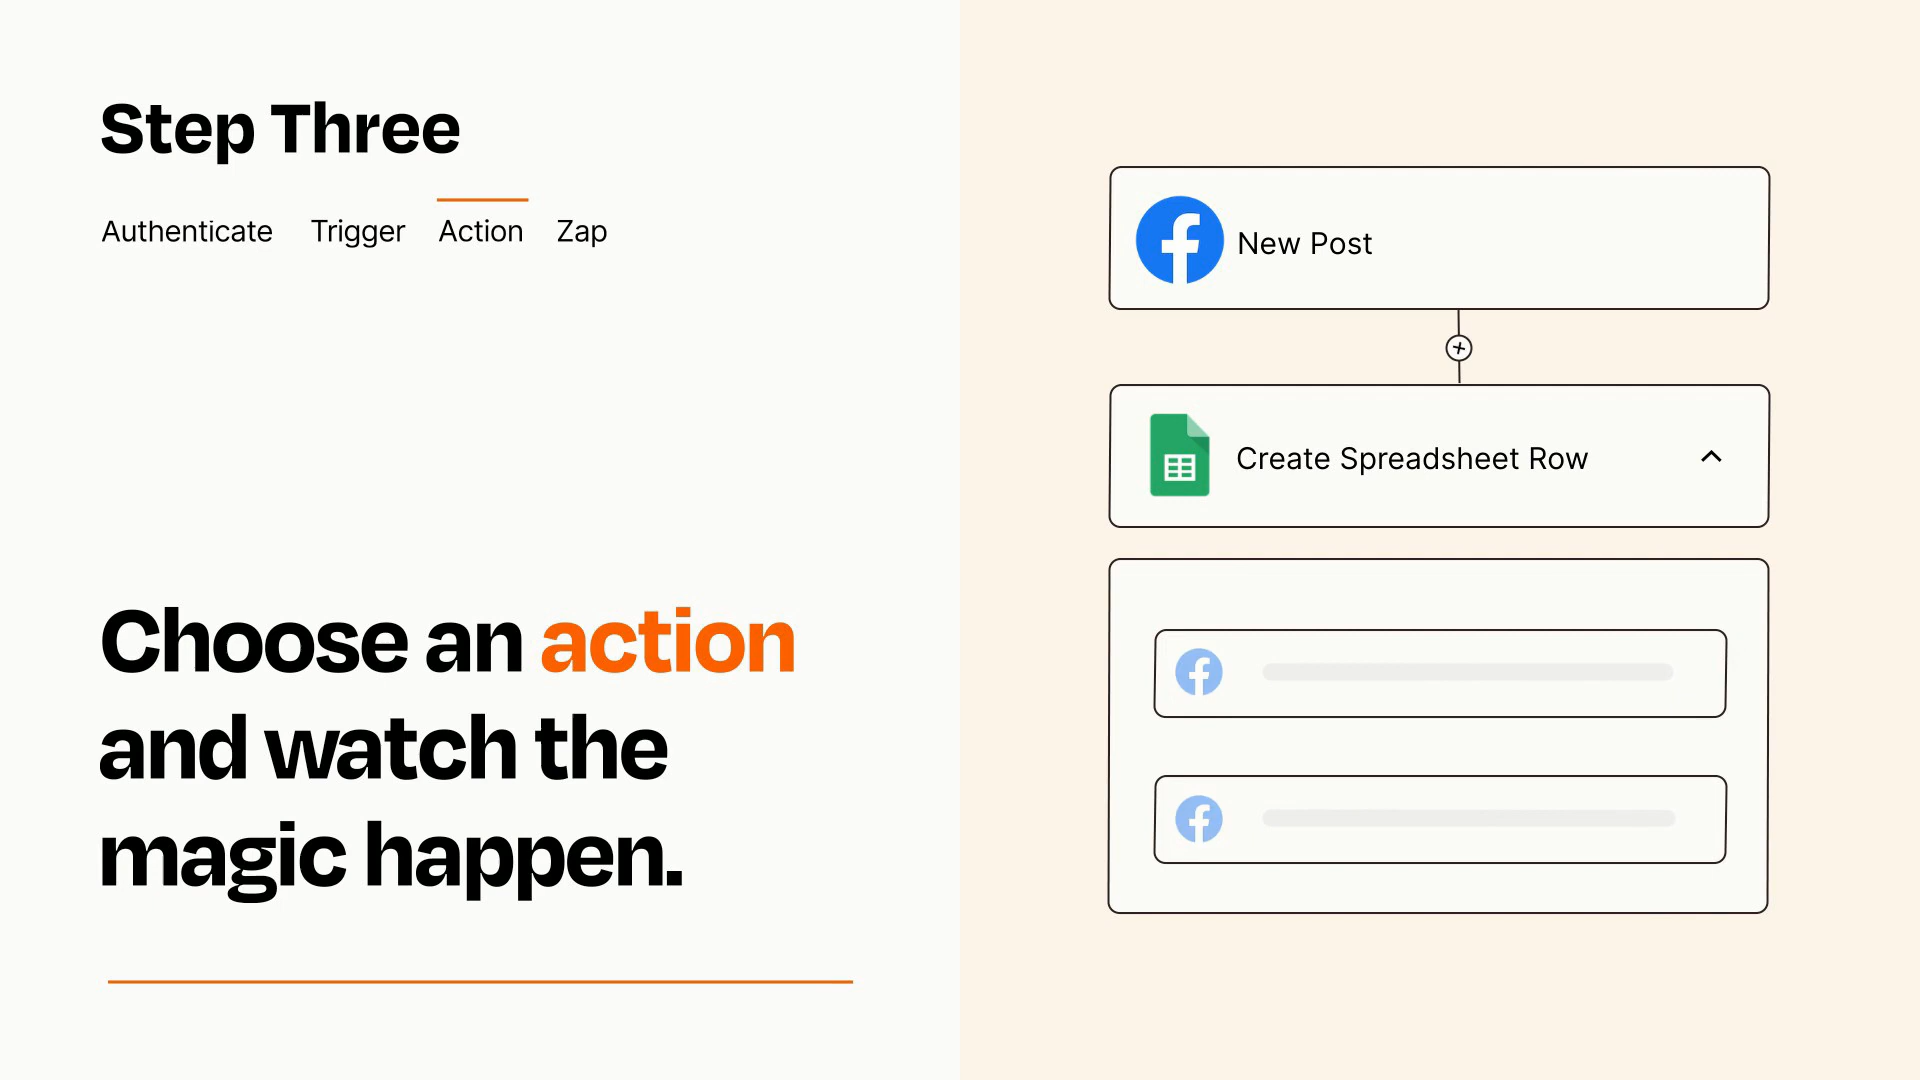 Step Three
Authenticate Trigger Action Zap
Choose an action
and watch the
magic happen.
New Post
Create Spreadsheet Row